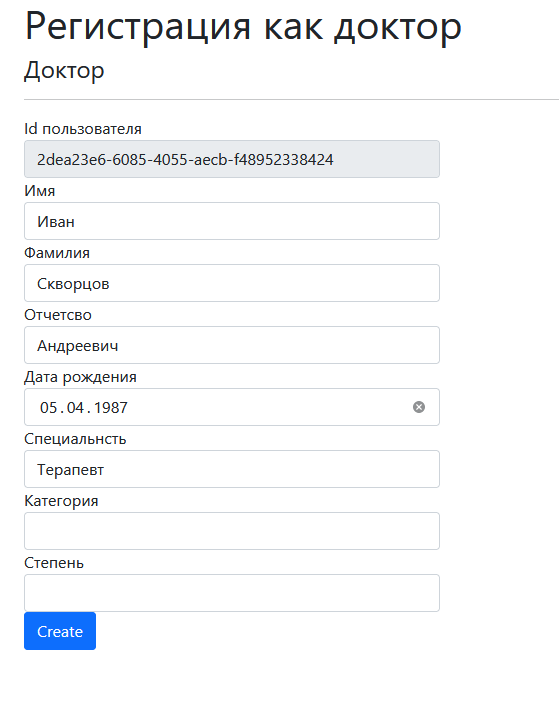 Регистрация как доктор
Доктор
Id пользователя
2dea23e6-6085-4055-aecb-f48952338424
Имя
Иван
Фамилия
Скворцов
Отчетсво
Андреевич
Дата рождения
05.04.1987
Специальнсть
Терапевт
Категория
Степень
Create